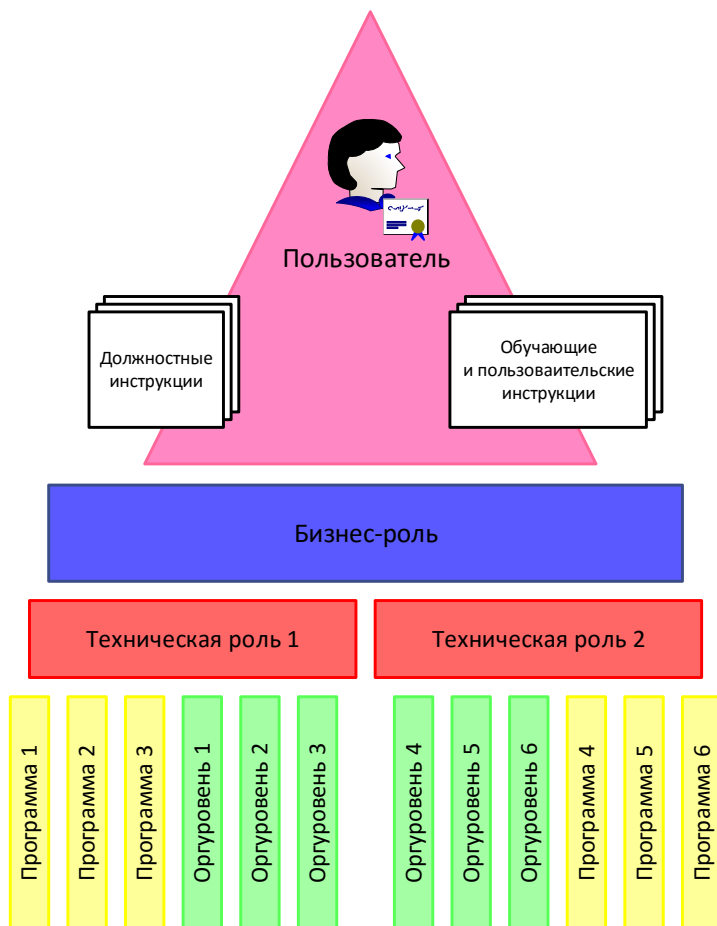 Пользователь
Должностные
инструкции
Обучающие
и пользоваительские
инструкции
Бизнес-роль
Техническая роль 1
Техническая роль 2
Программа 1
Программа 2
Программа 3
Оргуровень 1
Оргуровень 2
Оргуровень 3
Оргуровень 4
Оргуровень 5
Оргуровень 6
Программа 4
Программа 5
Программа 6